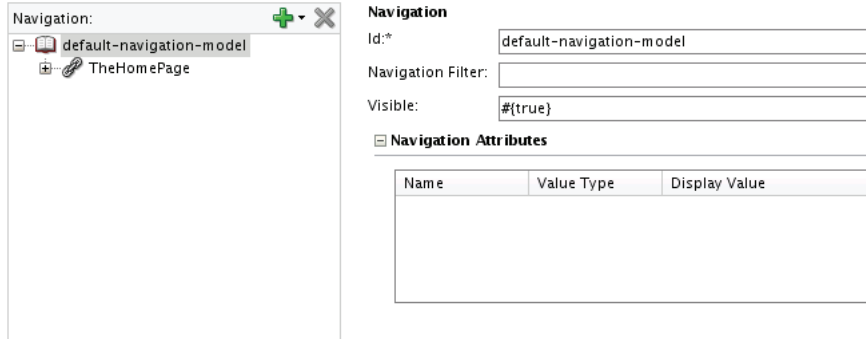 Navigation:
default-navigation-model
TheHomePage
Navigation
Id:*
default-navigation-model
Navigation Filter:
Visible:
#{true}
Navigation Attributes
Name Value Type Display Value